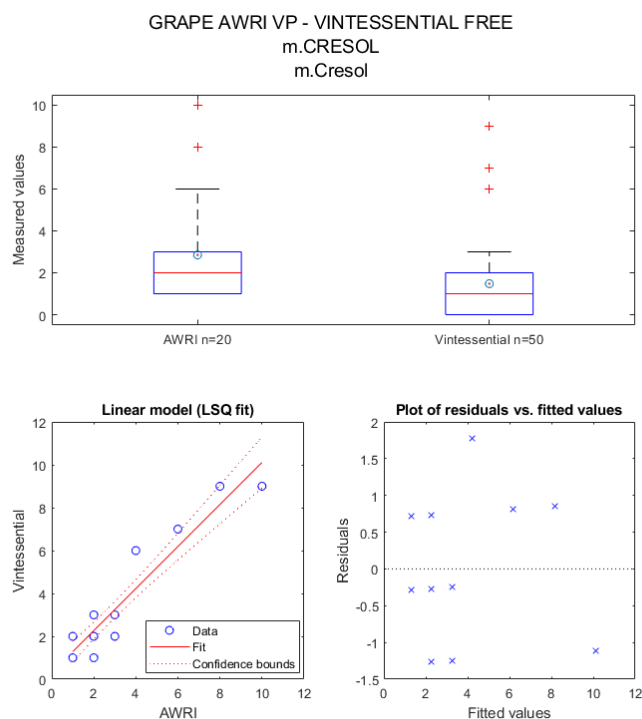 GRAPE AWRI VP - VINTESSENTIAL FREE
m.CRESOL
m.Cresol
Measured values
10
8
6
4
2
0
AWRI n=20
Vintessential n=50
Linear model (LSQ fit)
Vintessential
12
10
8
6
4
2
0
Data
Fit
Confidence bounds
0 2 4 6 8 10 12
AWRI
Plot of residuals vs. fitted values
Residuals
2
1.5
1
0.5
0
-0.5
-1
-1.5
0 2 4 6 8 10 12
Fitted values